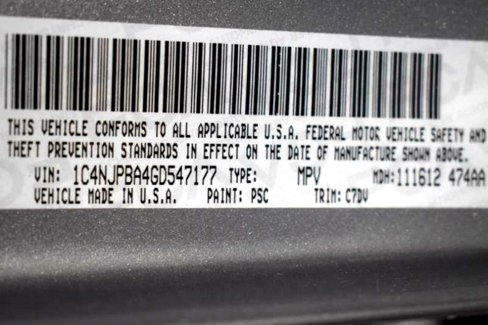 THIS VEHICLE CONFORMS TO ALL APPLICABLE U.S.A. FEDERAL MOTOR VEHICLE SAFETY AND
THEFT PREVENTION STANDARDS IN EFFECT ON THE DATE OF MANUFACTURE SHOWN ABOVE.
VIN: 1C4NJPBA4GD547177 TYPE: MPV MDH: 111612 474AA
VEHICLE MADE IN U.S.A. PAINT: PSC TRIM: C7DV